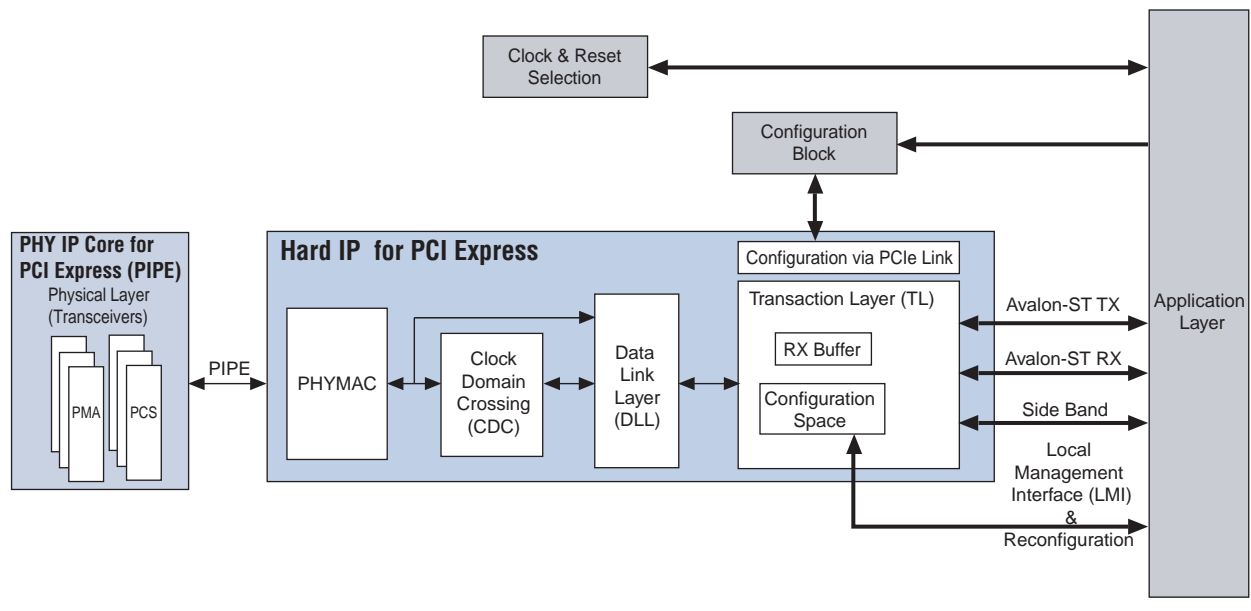 Clock & Reset
Selection
Configuration
Block
PHY IP Core for
PCI Express (PIPE)
Physical Layer
(Transceivers)
PMA
PCS
PIPE
Hard IP for PCI Express
PHYMAC
Clock
Domain
Crossing
(CDC)
Data
Link
Layer
(DLL)
Configuration via PCIe Link
Transaction Layer (TL)
RX Buffer
Configuration
Space
Avalon-ST TX
Avalon-ST RX
Side Band
Local
Management
Interface (LMI)
&
Reconfiguration
Application
Layer